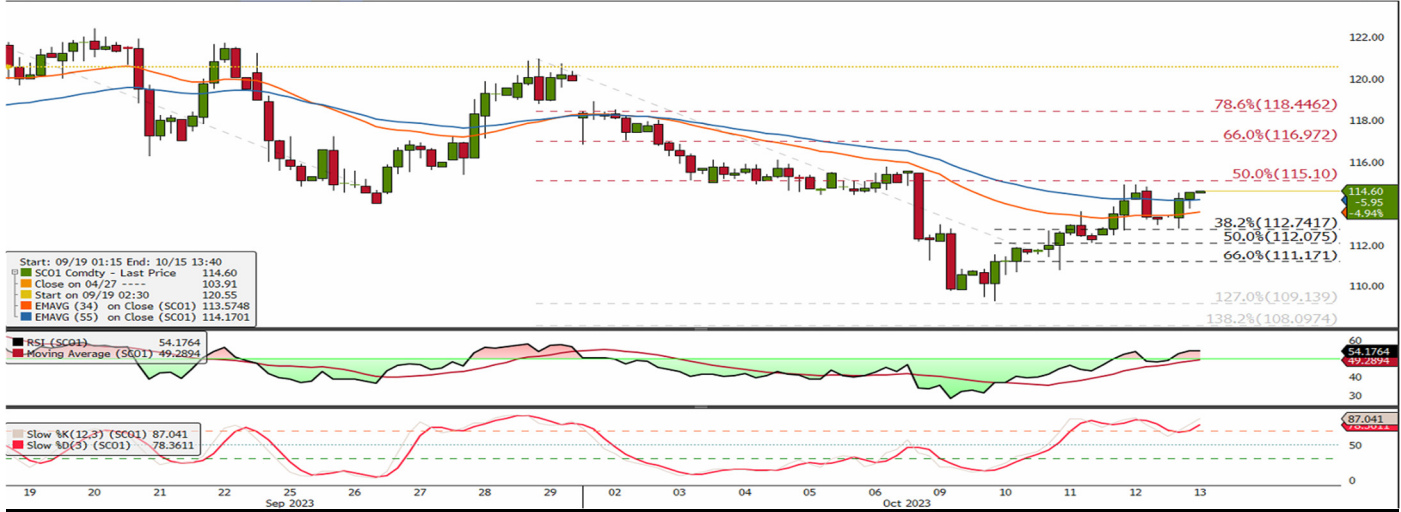 122.00
120.00
118.00
116.00
112.00
110.00
78.6%(118.4462)
66.0%(116.972)
50.0%(115.10)
114.60
-5.95
-4.94%
38.2%(112.7417)
50.0%(112.075)
66.0%(111.171)
127.0%(109.139)
138.2%(108.0974)
Start: 09/19 01:15 End: 10/15 13:40
SCO1 Comdty - Last Price 114.60
Close on 04/27 ---- 103.91
Start on 09/19 02:30 120.55
EMAVG (34) on Close (SCO1) 113.5748
EMAVG (55) on Close (SCO1) 114.1701
RSI (SCO1) 54.1764
Moving Average (SCO1) 49.2894
60
54.1764
49.2894
40
30
Slow %K(12,3) (SCO1) 87.041
Slow %D(3) (SCO1) 78.3611
87.041
78.3611
50
0
19 20 21 22 25 26 27 28 29 02 03 04 05 06 09 10 11 12 13
Sep 2023 Oct 2023